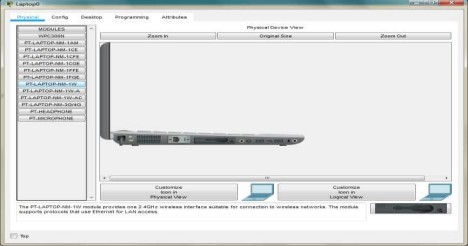 Laptop0
Physical Config Desktop Programming Attributes
MODULES
WPC300N
PT-LAPTOP-NM-1AM
PT-LAPTOP-NM-1CE
PT-LAPTOP-NM-1CFE
PT-LAPTOP-NM-1CGE
PT-LAPTOP-NM-1FFE
PT-LAPTOP-NM-1FGE
PT-LAPTOP-NM-1W
PT-LAPTOP-NM-1W-A
PT-LAPTOP-NM-1W-AC
PT-LAPTOP-NM-3G/4G
PT-HEADPHONE
PT-MICROPHONE
Physical Device View
Zoom In Original Size Zoom Out
Customize
Icon in
Physical View
Customize
Icon in
Logical View
The PT-LAPTOP-NM-1W module provides one 2.4GHz wireless interface suitable for connection to wireless networks. The module
supports protocols that use Ethernet for LAN access.
Top